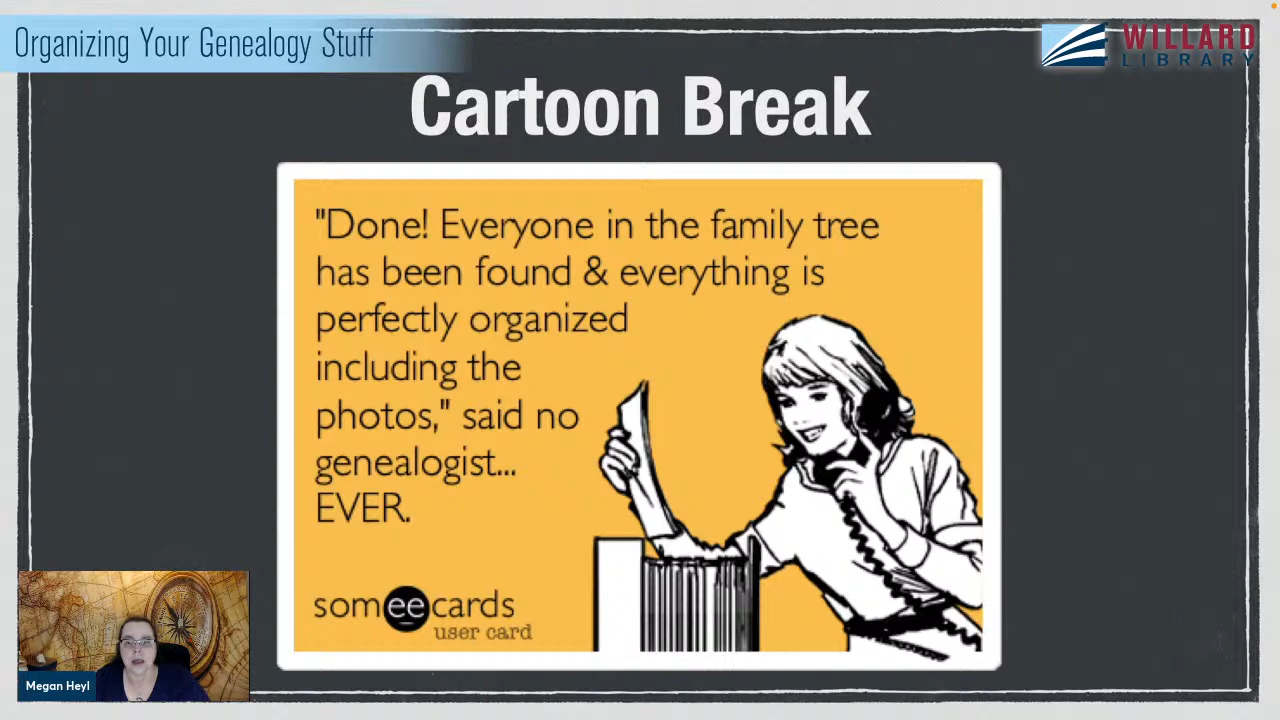 Organizing Your Genealogy Stuff
WILLARD
LIBRARY
Cartoon Break
"Done! Everyone in the family tree
has been found & everything is
perfectly organized
including the
photos," said no
genealogist...
EVER.
someecards
user card
Megan Heyl